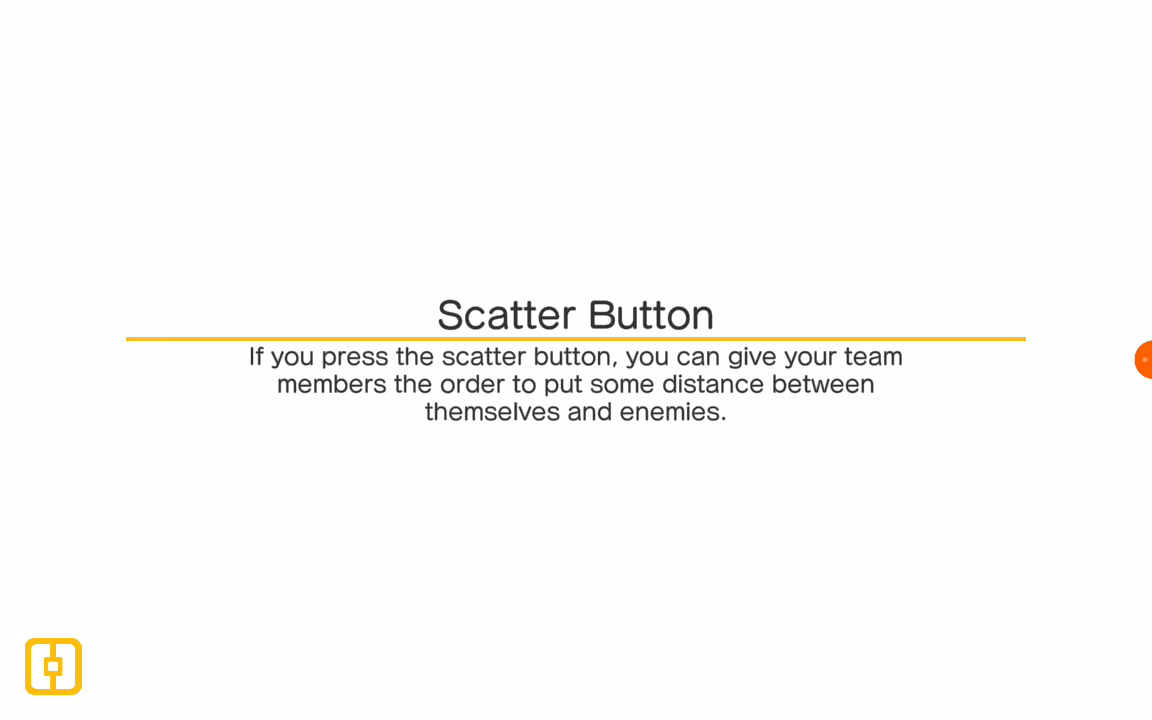 Scatter Button
If you press the scatter button, you can give your team
members the order to put some distance between
themselves and enemies.